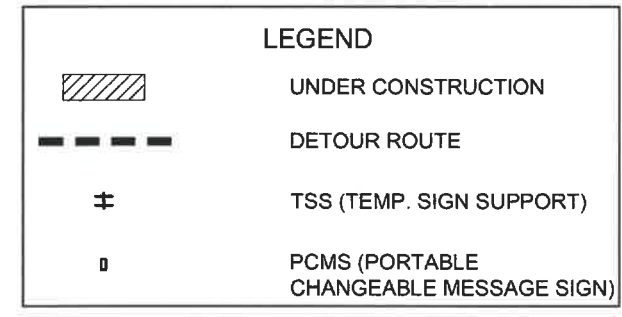 LEGEND
UNDER CONSTRUCTION
DETOUR ROUTE
TSS (TEMP. SIGN SUPPORT)
PCMS (PORTABLE
CHANGEABLE MESSAGE SIGN)